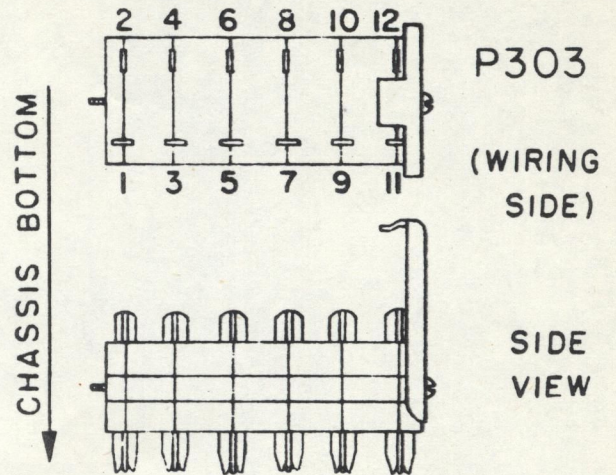 2 4 6 8 10 12
P303
CHASSIS BOTTOM
(WIRING
SIDE)
1 3 5 7 9 11
SIDE
VIEW